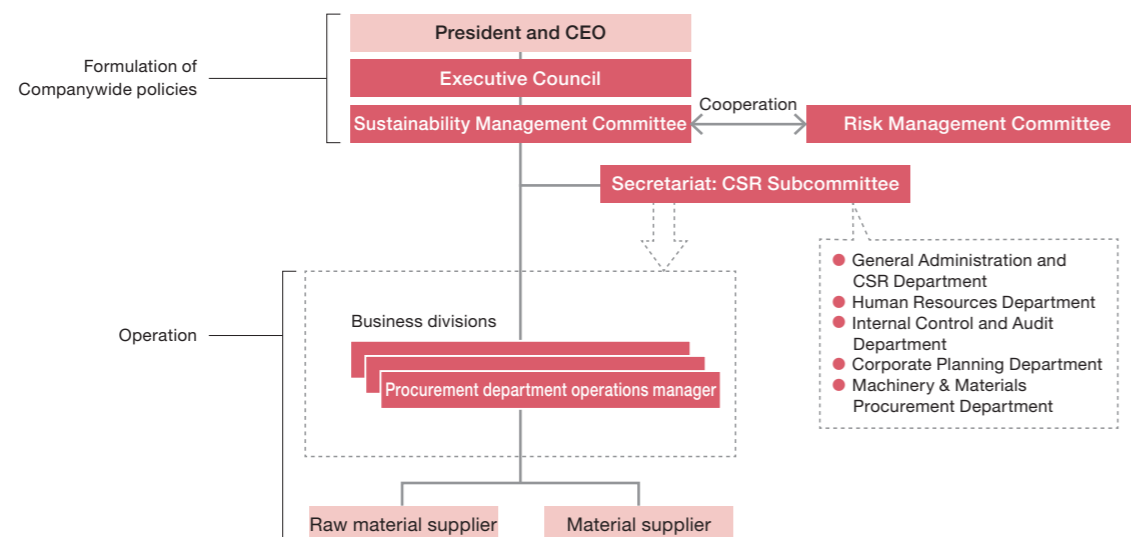 President and CEO
Formulation of
Companywide policies
Executive Council
Sustainability Management Committee
Cooperation
Risk Management Committee
Secretariat: CSR Subcommittee
General Administration and
CSR Department
Human Resources Department
Internal Control and Audit
Department
Corporate Planning Department
Machinery & Materials
Procurement Department
Operation
Business divisions
Procurement department operations manager
Raw material supplier
Material supplier